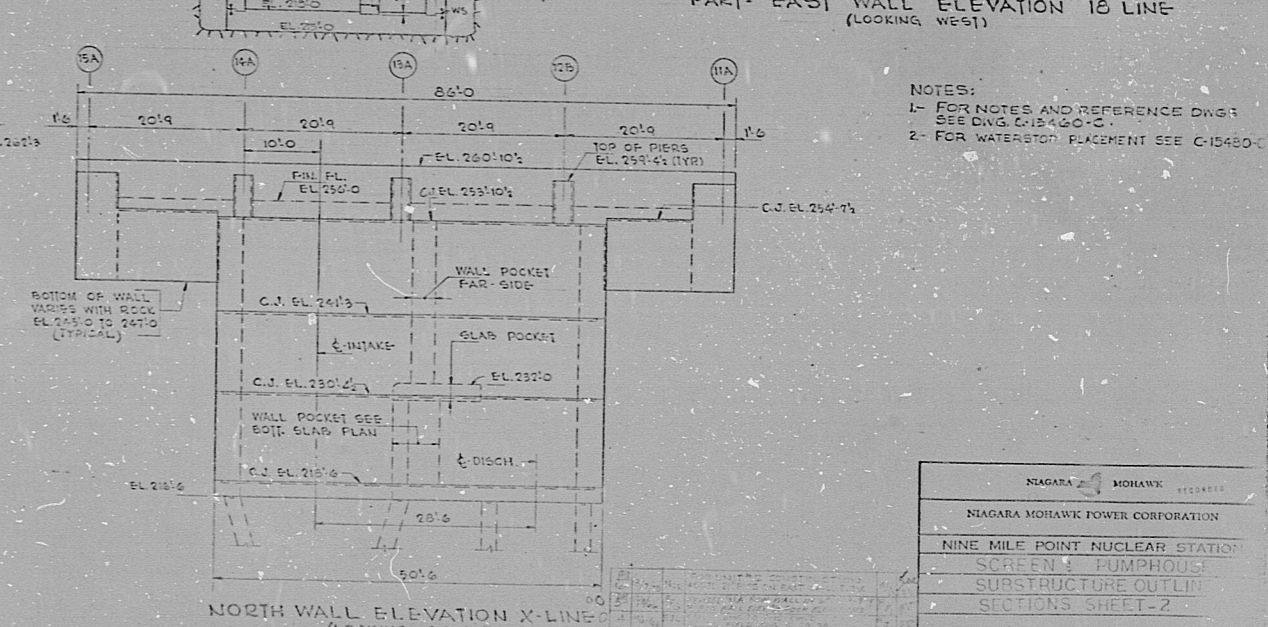 EL. 213'-0
WS
PART- EAST WALL ELEVATION 18 LINE
(LOOKING WEST)
15A
14A
13A
12B
11A
86'-0
1'-6
20'-9
20'-9
20'-9
20'-9
1'-6
10'-0
EL. 260'-10½
TOP OF PIERS
EL. 259'-4½ (TYP)
FIN. FL.
EL 256'-0
C.J. EL. 253'-10½
C.J. EL. 254'-7½
NOTES:
1.- FOR NOTES AND REFERENCE DWGS
SEE DWG. C-15460-C.
2.- FOR WATERSTOP PLACEMENT SEE C-15480-C
WALL POCKET
FAR-SIDE
BOTTOM OF WALL
VARIES WITH ROCK
EL. 245'-0 TO 247'-0
(TYPICAL)
C.J. EL. 241'-3
℄-INTAKE
SLAB POCKET
C.J. EL. 230'-4½
EL. 232'-0
WALL POCKET SEE
BOTT. SLAB PLAN
℄-DISCH.
C.J. EL. 218'-6
EL. 216'-6
28'-6
50'-6
NORTH WALL ELEVATION X-LINE
NIAGARA MOHAWK
NIAGARA MOHAWK POWER CORPORATION
NINE MILE POINT NUCLEAR STATION
SCREEN & PUMPHOUSE
SUBSTRUCTURE OUTLIN
SECTIONS SHEET-2